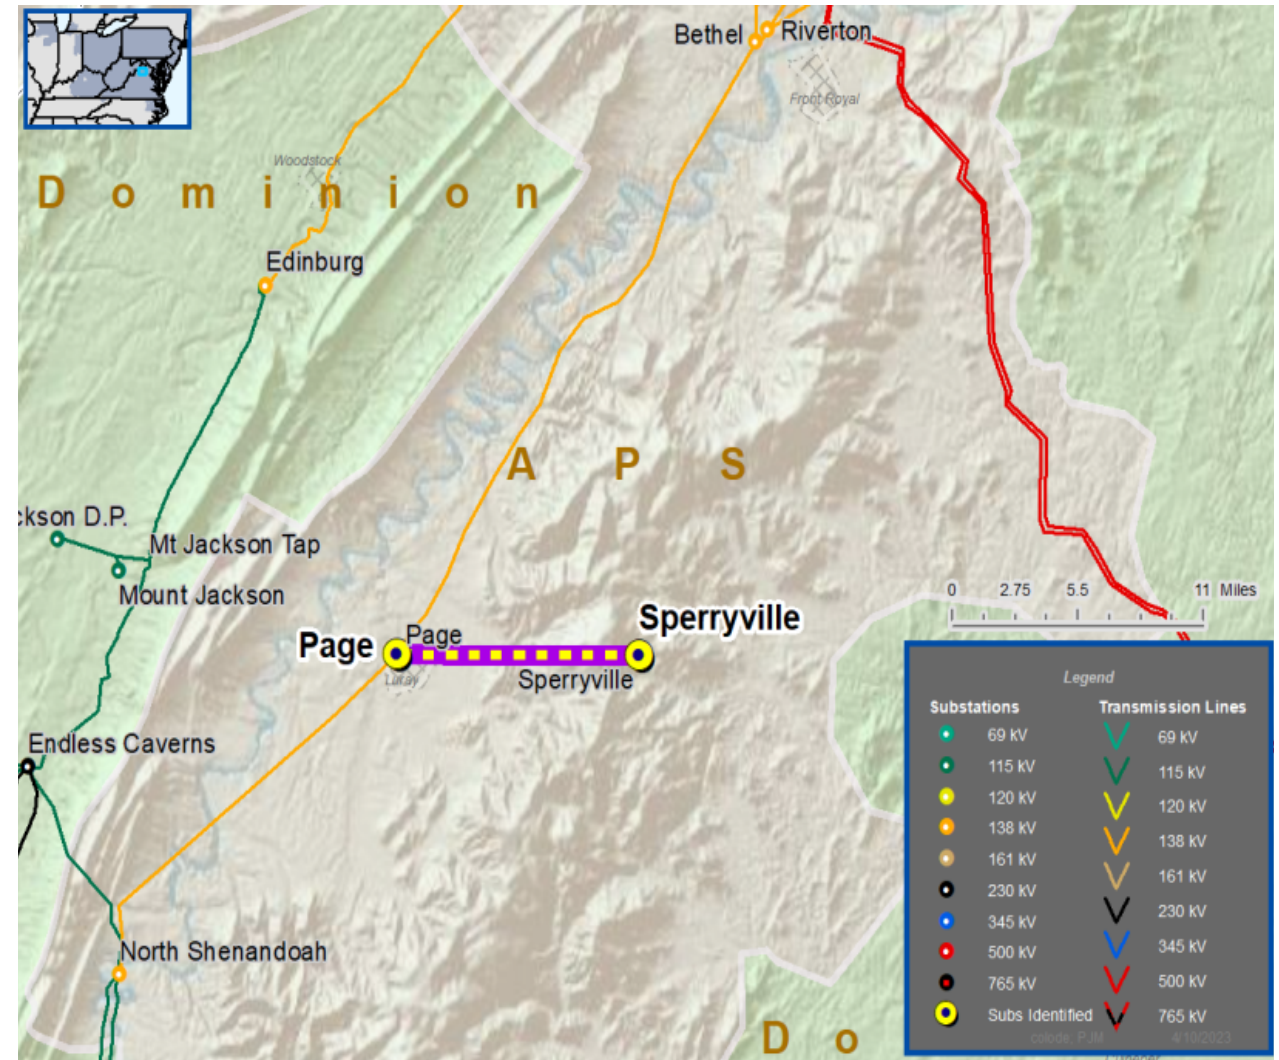 Bethel
Riverton
Front Royal
Woodstock
D o m i n i o n
Edinburg
A P S
ckson D.P.
Mt Jackson Tap
Mount Jackson
0 2.75 5.5 11 Miles
Sperryville
Page
Page
Sperryville
Luray
Endless Caverns
North Shenandoah
D o
Legend
Substations
69 kV
115 kV
120 kV
138 kV
161 kV
230 kV
345 kV
500 kV
765 kV
Subs Identified
Transmission Lines
69 kV
115 kV
120 kV
138 kV
161 kV
230 kV
345 kV
500 kV
765 kV
4/10/2023